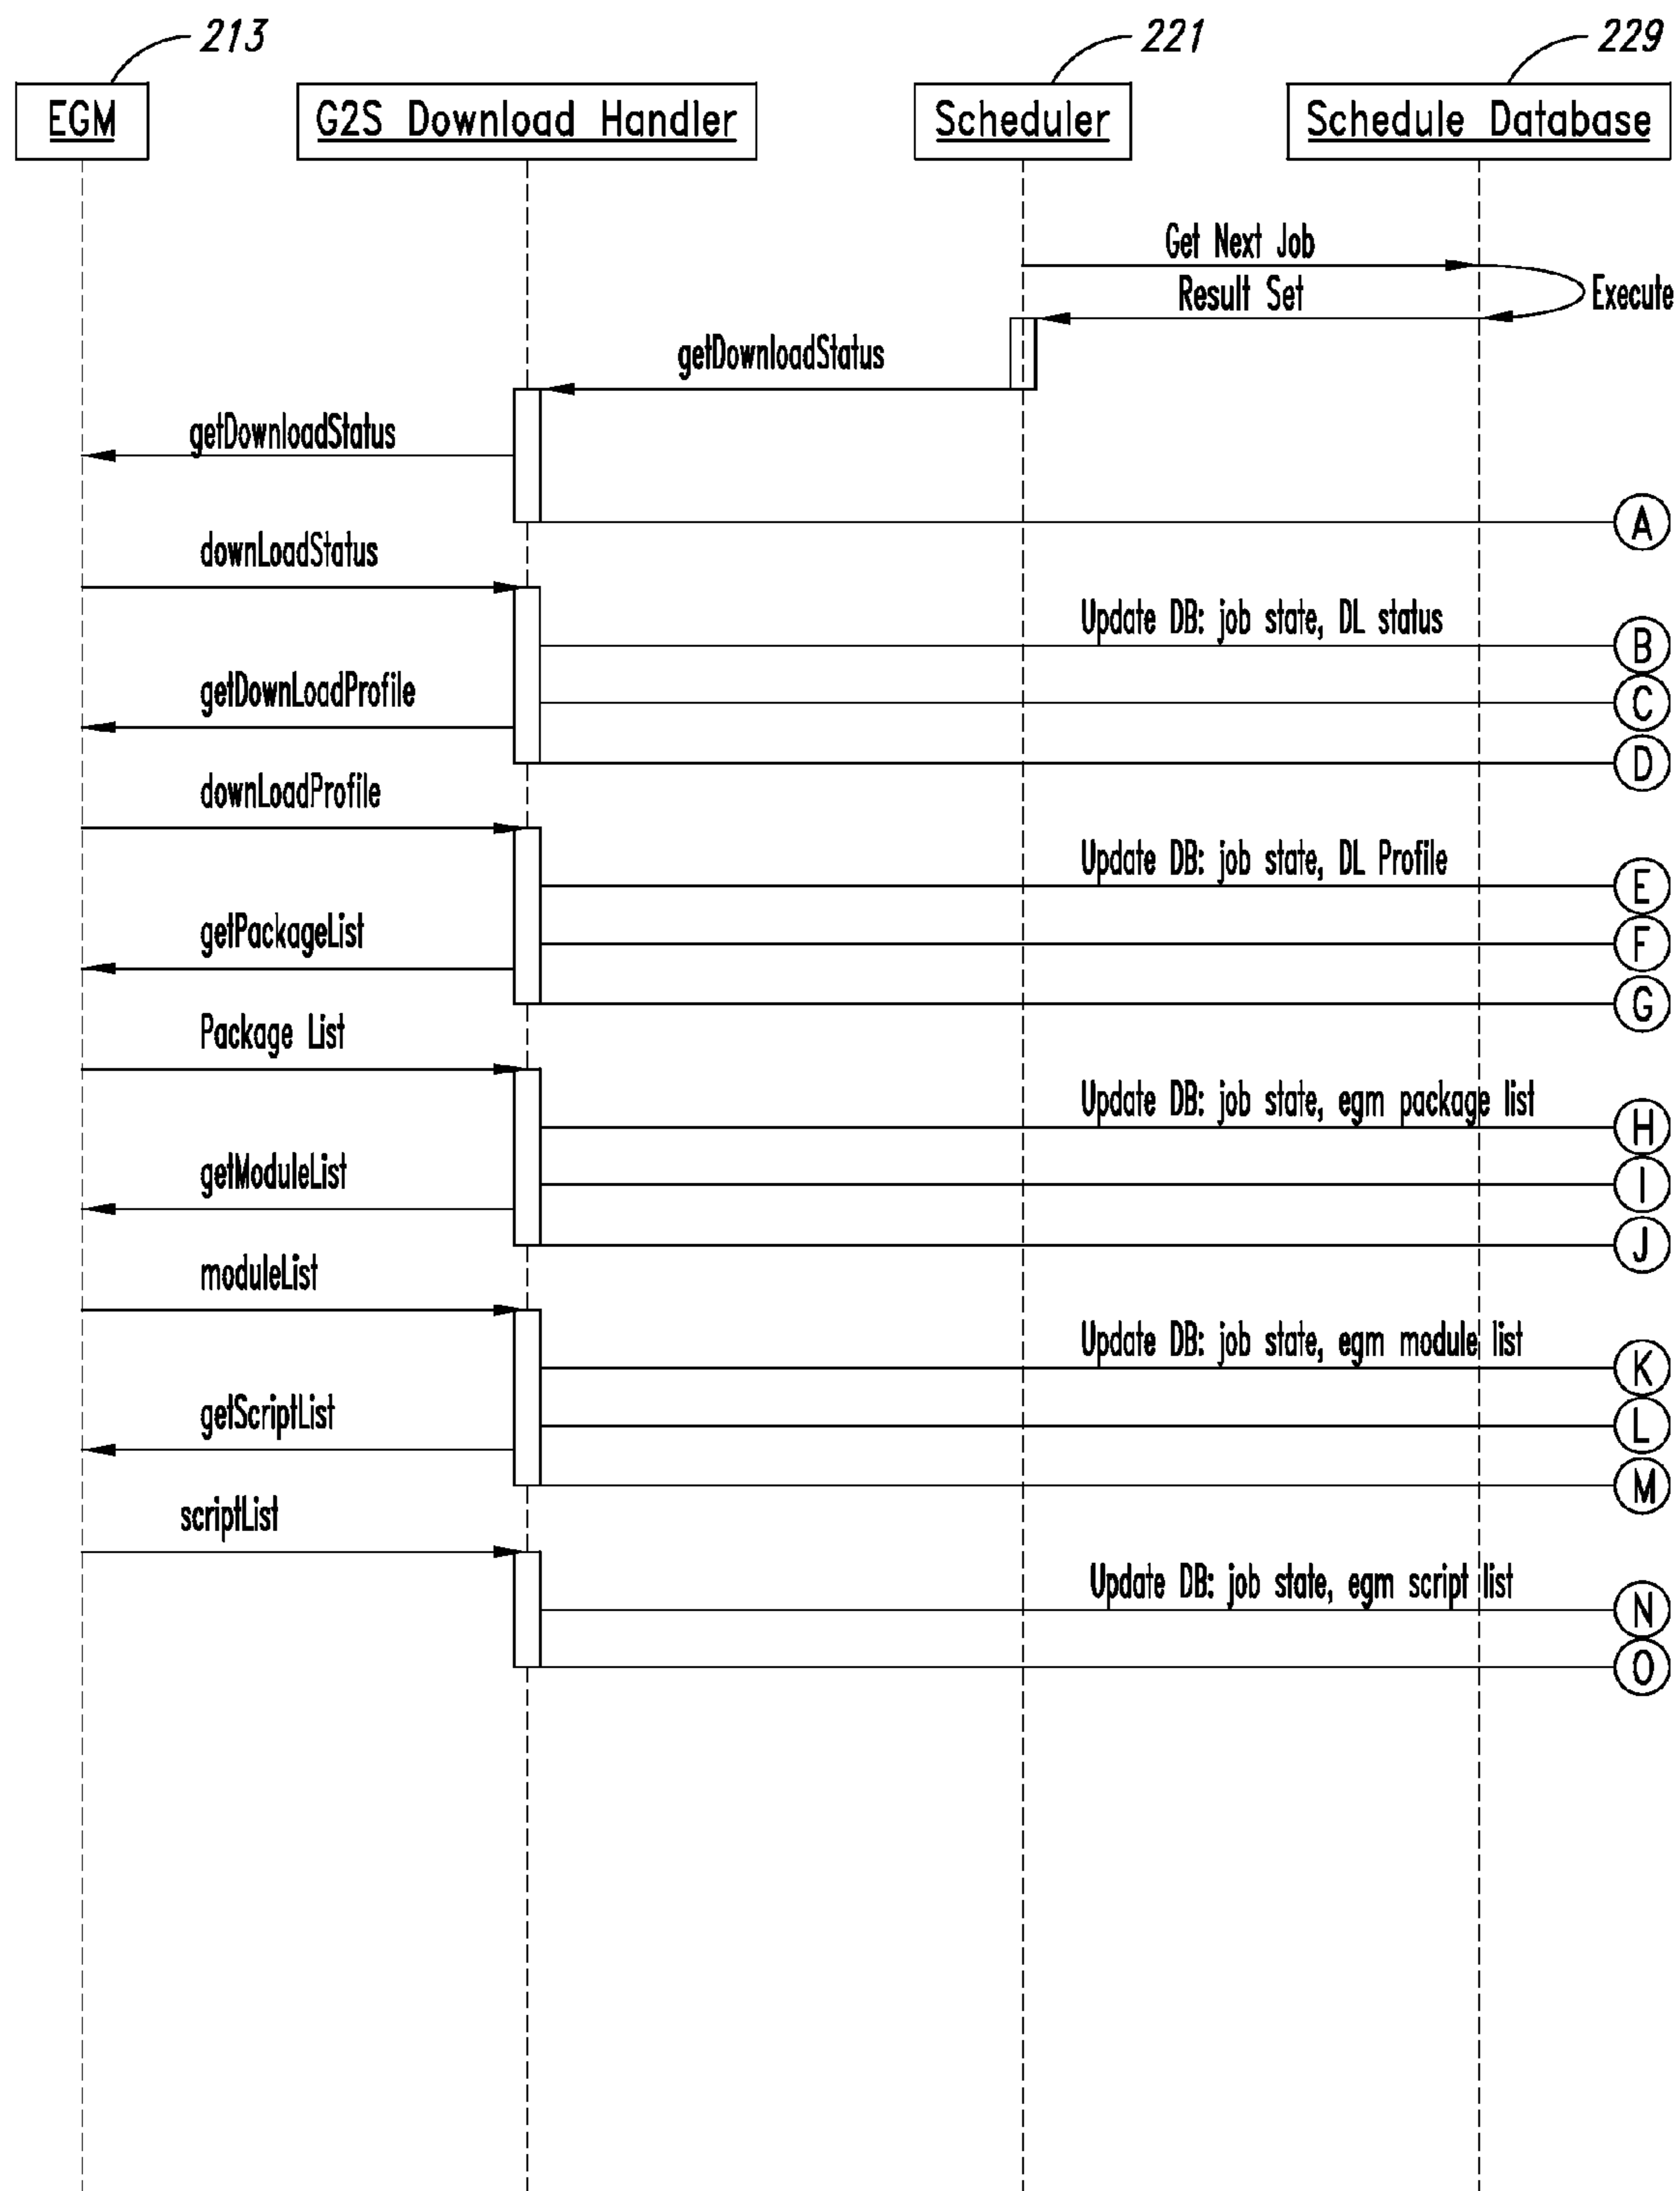 213
221
229
EGM
G2S Download Handler
Scheduler
Schedule Database
Get Next Job
Execute
Result Set
getDownloadStatus
getDownloadStatus
A
downLoadStatus
Update DB: job state, DL status
B
getDownLoadProfile
C
D
downLoadProfile
Update DB: job state, DL Profile
E
getPackageList
F
G
Package List
Update DB: job state, egm package list
H
getModuleList
I
J
moduleList
Update DB: job state, egm module list
K
getScriptList
L
M
scriptList
Update DB: job state, egm script list
N
O